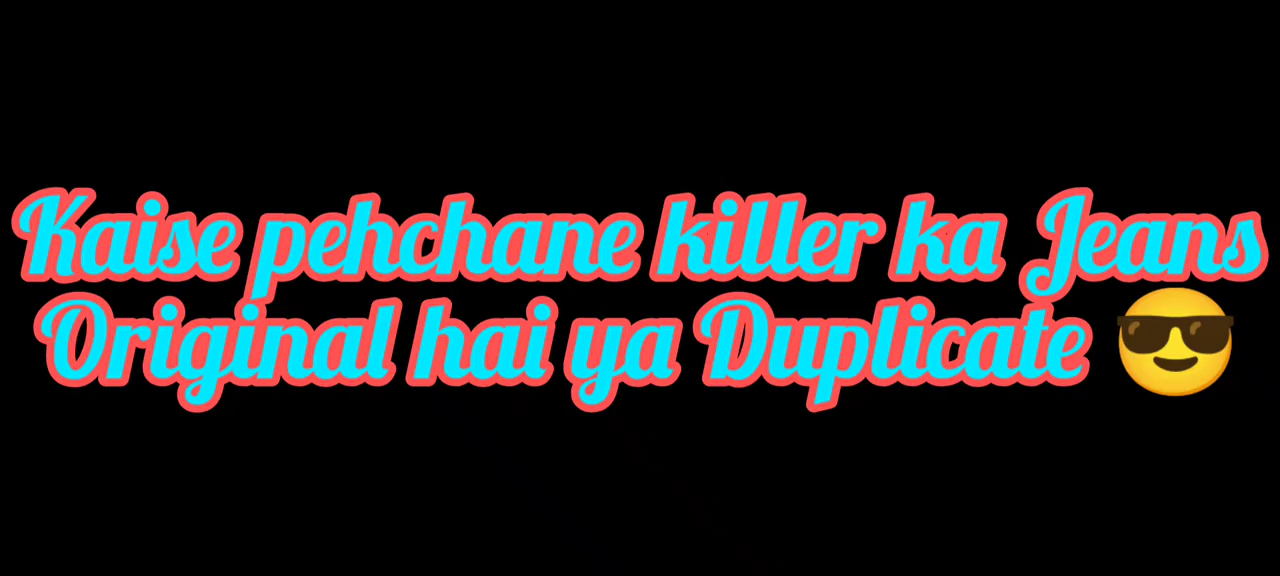 Kaise pehchane killer ka Jeans
Original hai ya Duplicate 😎